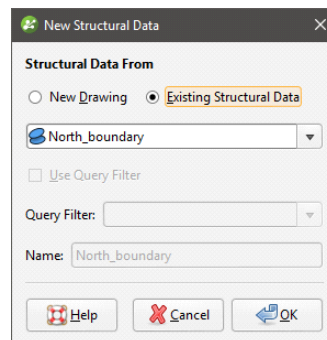 New Structural Data
Structural Data From
New Drawing Existing Structural Data
North_boundary
Use Query Filter
Query Filter:
Name: North_boundary
Help Cancel OK